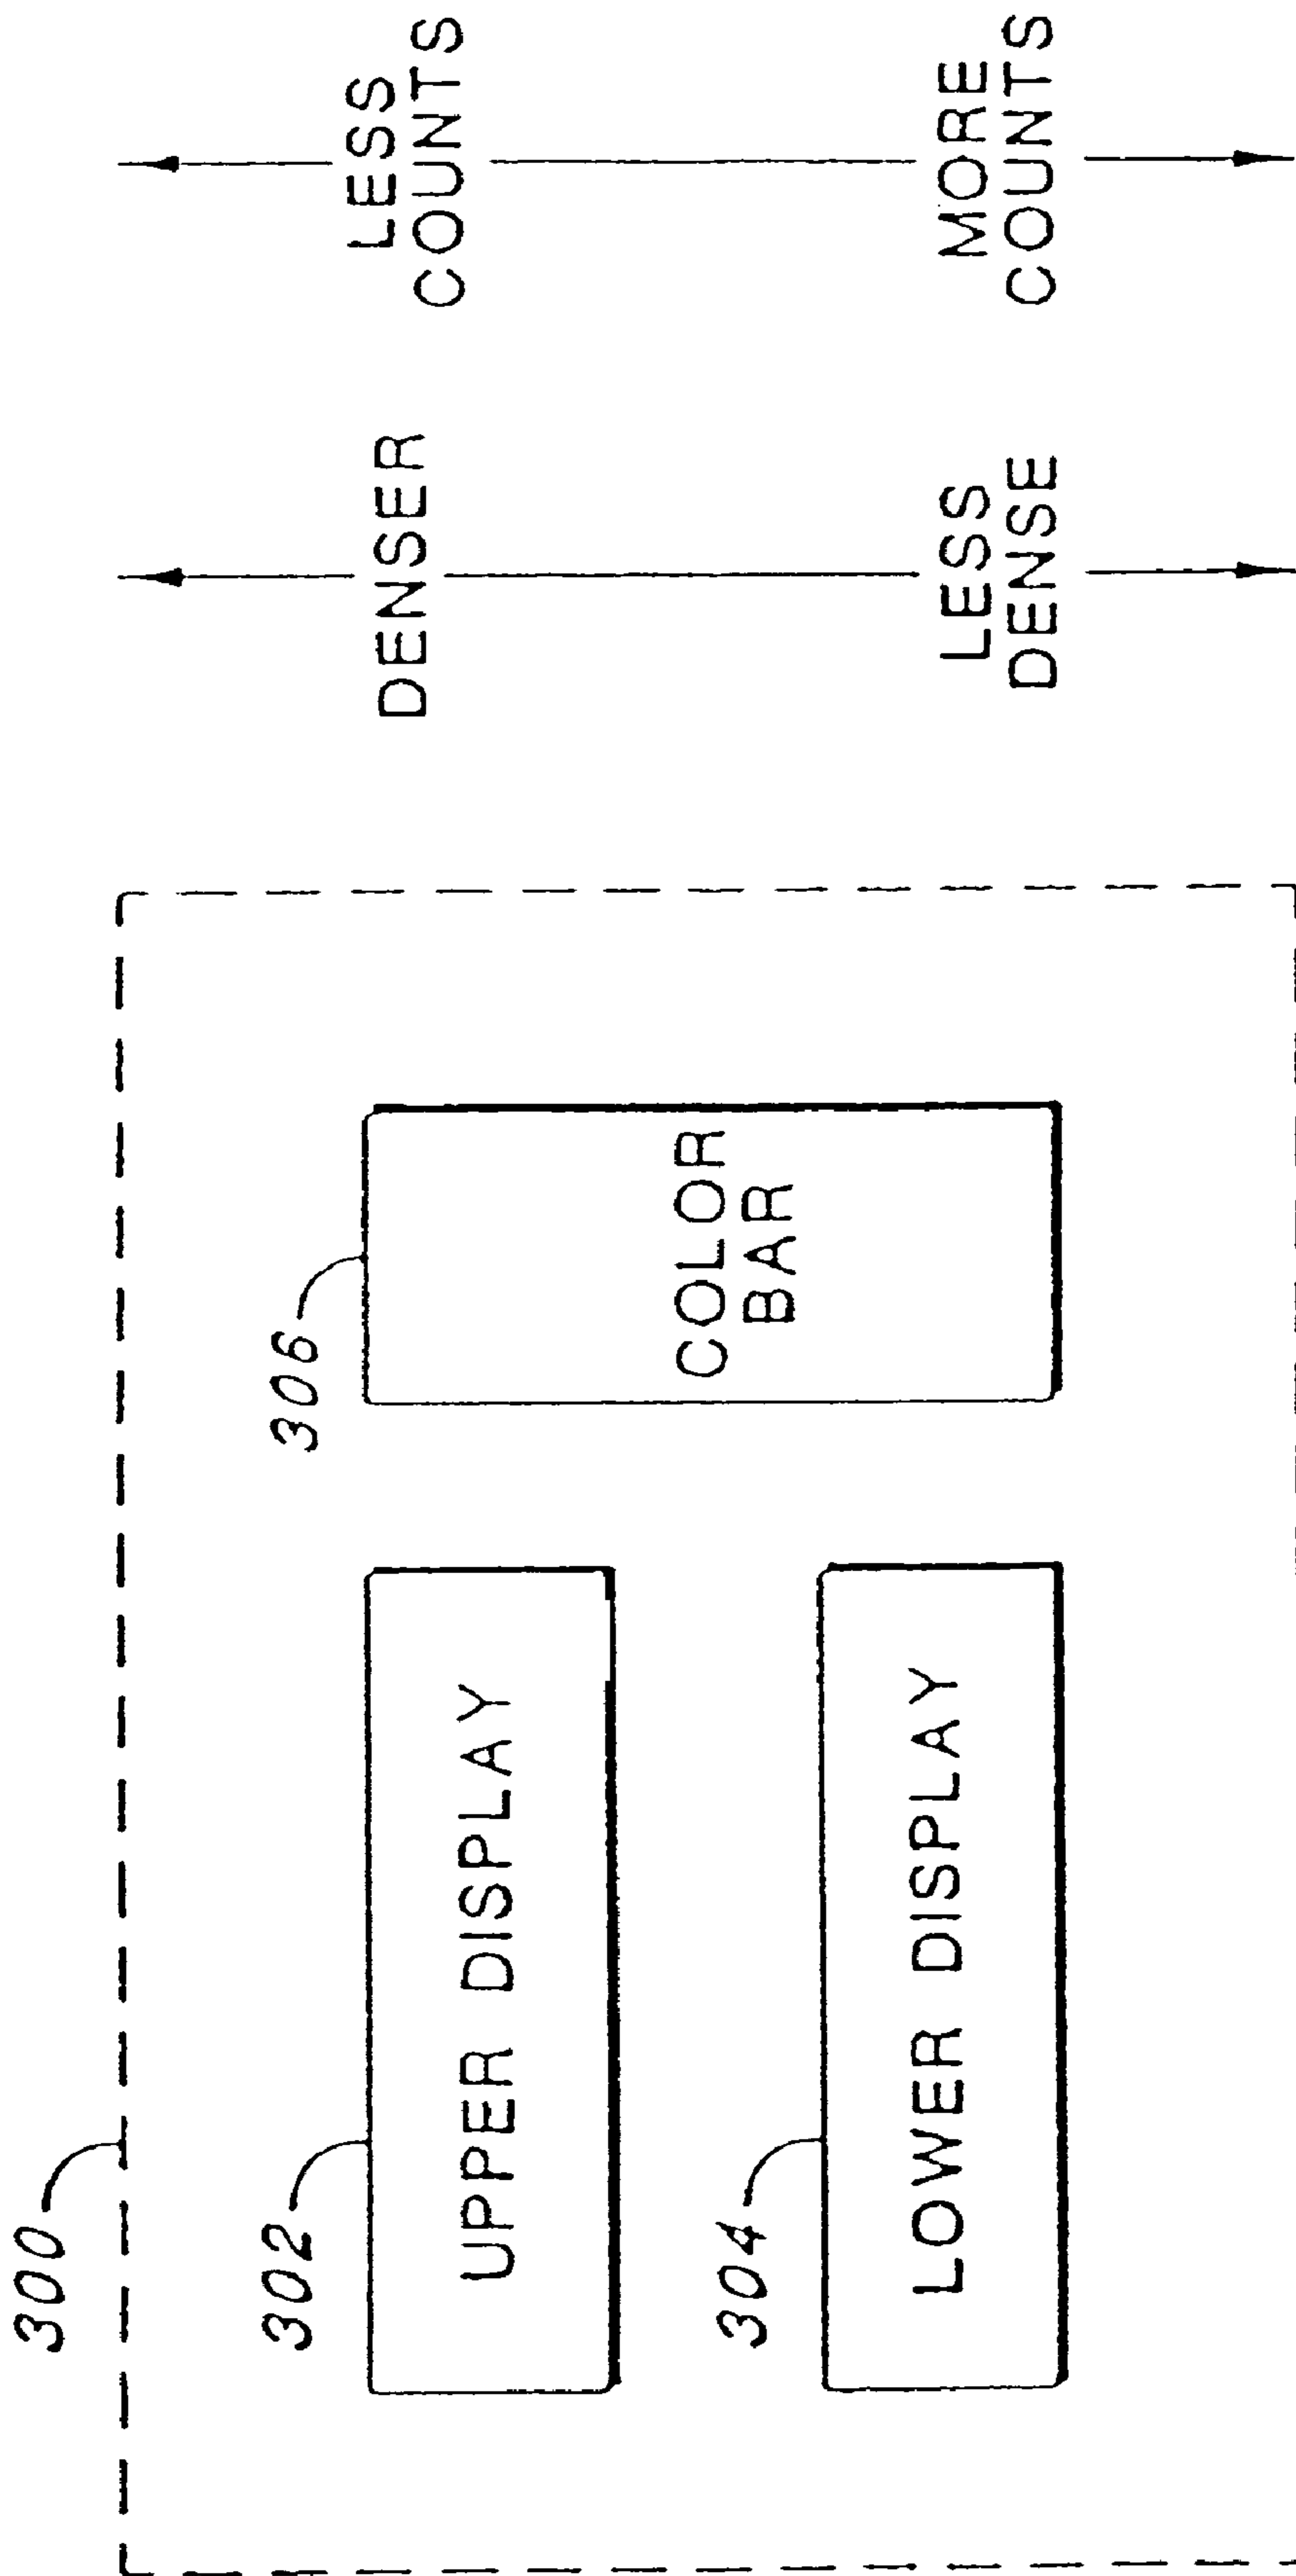 300
302
UPPER DISPLAY
304
LOWER DISPLAY
306
COLOR
BAR
DENSER
LESS
DENSE
LESS
COUNTS
MORE
COUNTS